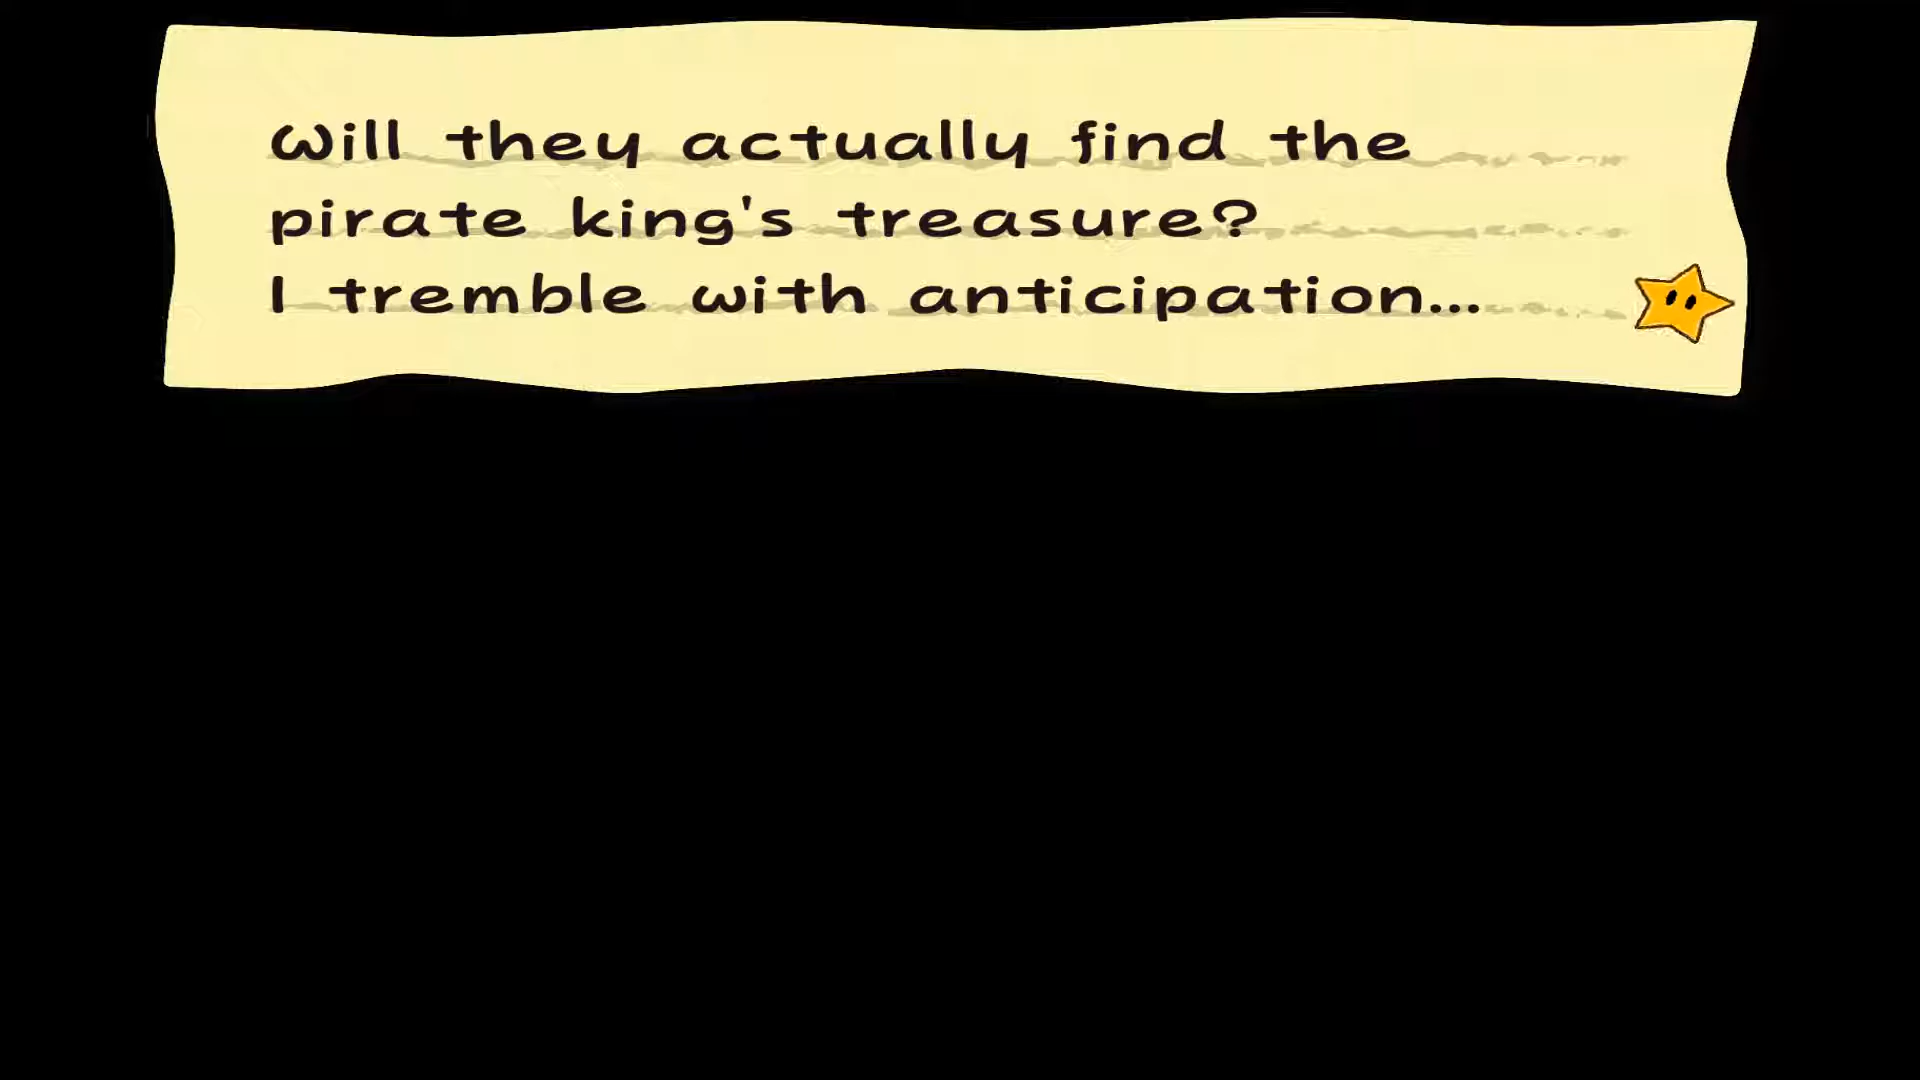 Will they actually find the
pirate king's treasure?
I tremble with anticipation...